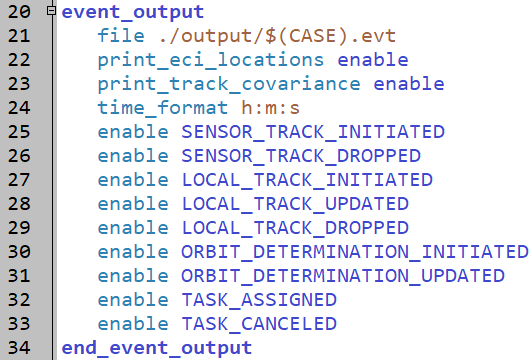 20 event_output
21 file ./output/$(CASE).evt
22 print_eci_locations enable
23 print_track_covariance enable
24 time_format h:m:s
25 enable SENSOR_TRACK_INITIATED
26 enable SENSOR_TRACK_DROPPED
27 enable LOCAL_TRACK_INITIATED
28 enable LOCAL_TRACK_UPDATED
29 enable LOCAL_TRACK_DROPPED
30 enable ORBIT_DETERMINATION_INITIATED
31 enable ORBIT_DETERMINATION_UPDATED
32 enable TASK_ASSIGNED
33 enable TASK_CANCELED
34 end_event_output